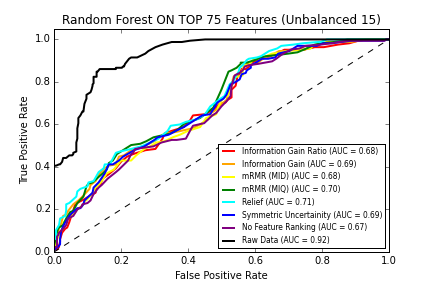 Random Forest ON TOP 75 Features (Unbalanced 15)
1.0
0.8
0.6
0.4
0.2
0.0
True Positive Rate
Information Gain Ratio (AUC = 0.68)
Information Gain (AUC = 0.69)
mRMR (MID) (AUC = 0.68)
mRMR (MIQ) (AUC = 0.70)
Relief (AUC = 0.71)
Symmetric Uncertainity (AUC = 0.69)
No Feature Ranking (AUC = 0.67)
Raw Data (AUC = 0.92)
0.0 0.2 0.4 0.6 0.8 1.0
False Positive Rate